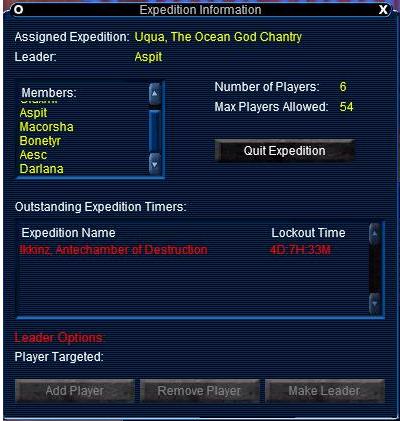 O Expedition Information X
Assigned Expedition: Uqua, The Ocean God Chantry
Leader: Aspit
Members:
Aspit
Macorsha
Bonetyr
Aesc
Darlana
Number of Players: 6
Max Players Allowed: 54
Quit Expedition
Outstanding Expedition Timers:
Expedition Name Lockout Time
Ikkinz, Antechamber of Destruction 4D:7H:33M
Leader Options:
Player Targeted:
Add Player Remove Player Make Leader